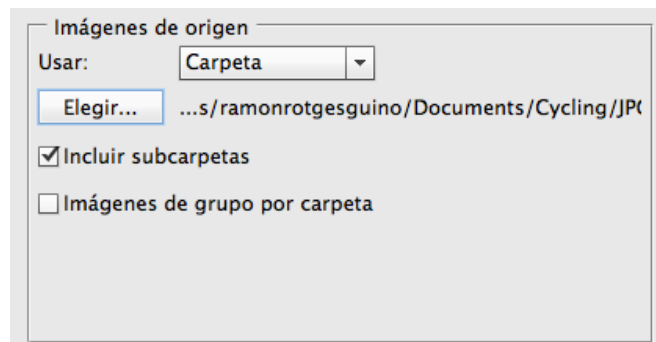 Imágenes de origen
Usar: Carpeta
Elegir... ...s/ramonrotgesguino/Documents/Cycling/JP
Incluir subcarpetas
Imágenes de grupo por carpeta